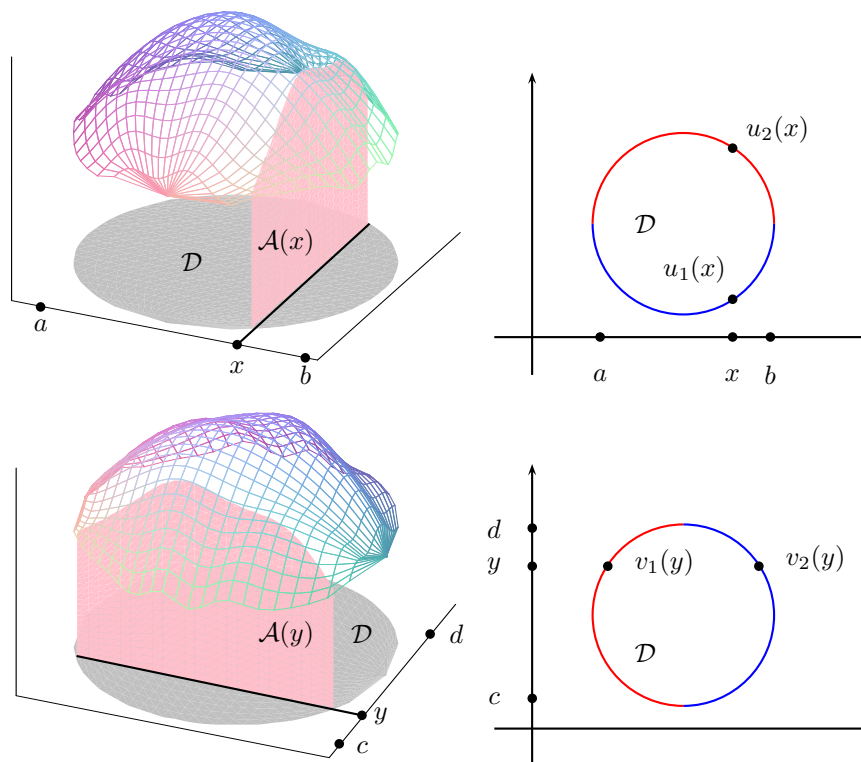 𝒟
𝒜(x)
a
x
b
u₂(x)
𝒟
u₁(x)
a
x
b
𝒜(y)
𝒟
d
y
c
d
y
v₁(y)
v₂(y)
𝒟
c